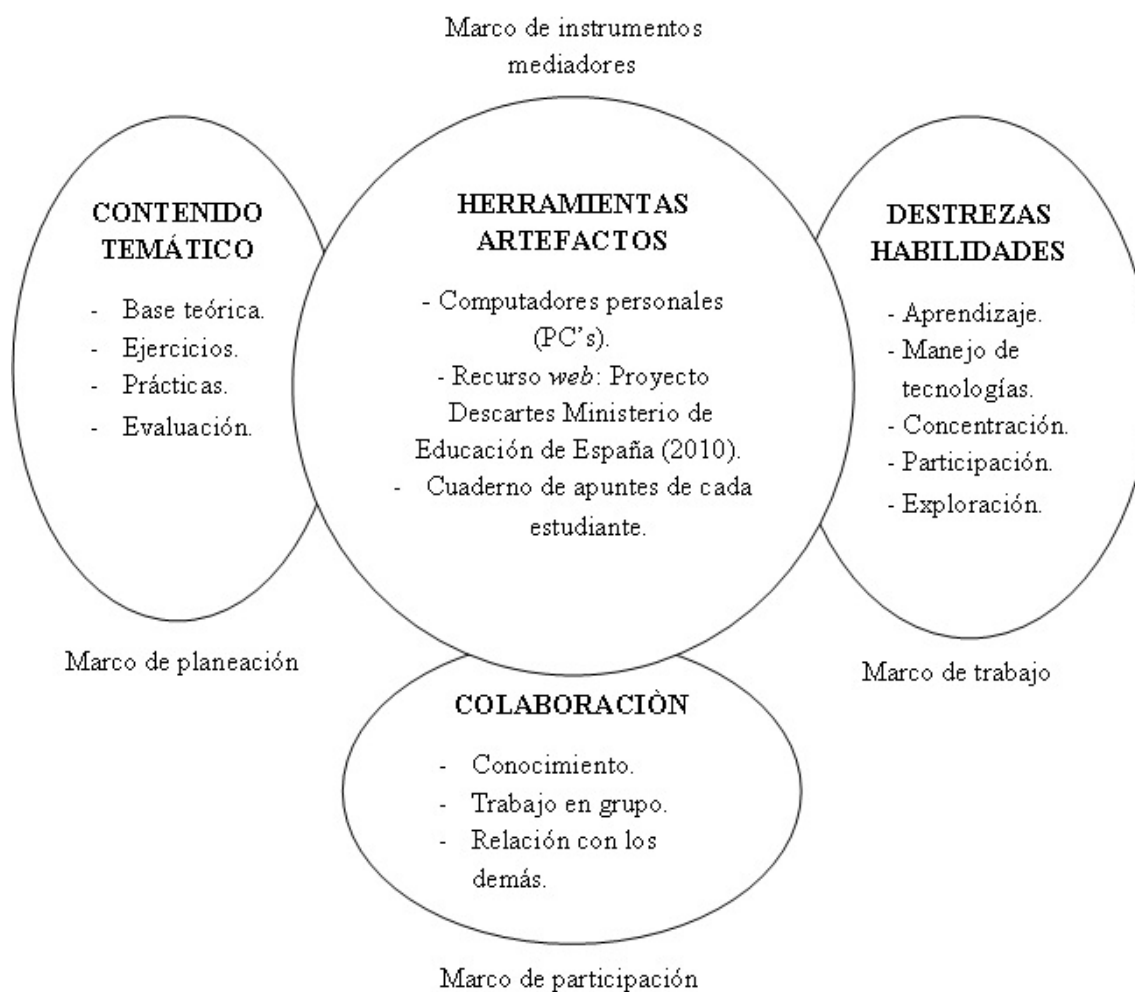 Marco de instrumentos
mediadores
CONTENIDO
TEMÁTICO
- Base teórica.
- Ejercicios.
- Prácticas.
- Evaluación.
Marco de planeación
HERRAMIENTAS
ARTEFACTOS
- Computadores personales
(PC’s).
- Recurso web: Proyecto
Descartes Ministerio de
Educación de España (2010).
- Cuaderno de apuntes de cada
estudiante.
DESTREZAS
HABILIDADES
- Aprendizaje.
- Manejo de
tecnologías.
- Concentración.
- Participación.
- Exploración.
Marco de trabajo
COLABORACIÒN
- Conocimiento.
- Trabajo en grupo.
- Relación con los
demás.
Marco de participación